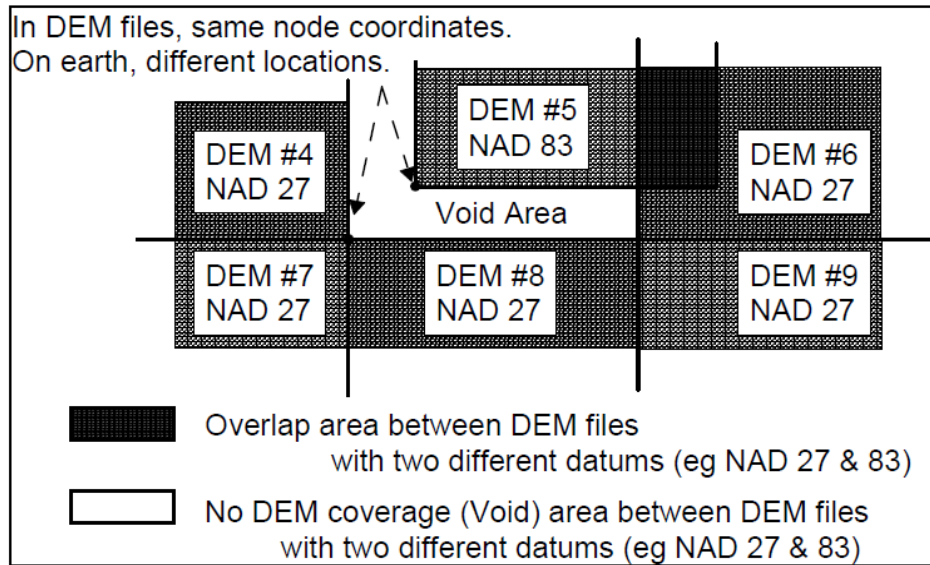 In DEM files, same node coordinates.
On earth, different locations.
DEM #4
NAD 27
DEM #5
NAD 83
DEM #6
NAD 27
Void Area
DEM #7
NAD 27
DEM #8
NAD 27
DEM #9
NAD 27
Overlap area between DEM files
with two different datums (eg NAD 27 & 83)
No DEM coverage (Void) area between DEM files
with two different datums (eg NAD 27 & 83)